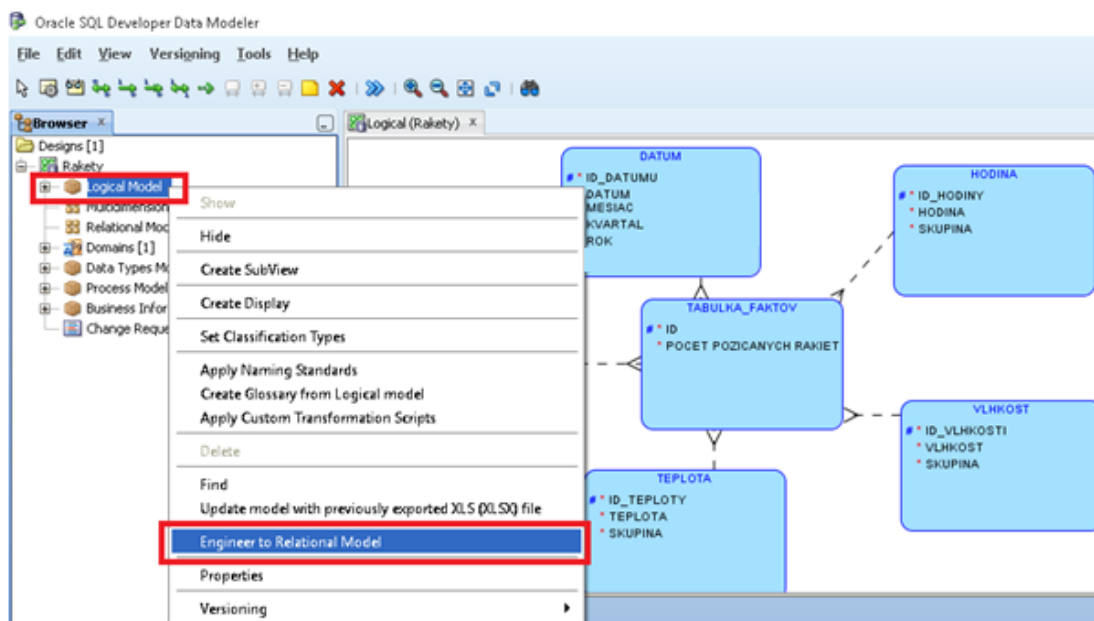 Oracle SQL Developer Data Modeler
File Edit View Versioning Tools Help
Browser x
Logical (Rakety) x
Designs [1]
Rakety
Logical Model
Multidimension
Relational Moc
Domains [1]
Data Types Mo
Process Model
Business Infor
Change Reque
Show
Hide
Create SubView
Create Display
Set Classification Types
Apply Naming Standards
Create Glossary from Logical model
Apply Custom Transformation Scripts
Delete
Find
Update model with previously exported XLS (XLSX) file
Engineer to Relational Model
Properties
Versioning
DATUM
# * ID_DATUMU
DATUM
MESIAC
KVARTAL
ROK
HODINA
# * ID_HODINY
* HODINA
* SKUPINA
TABULKA_FAKTOV
# * ID
* POCET POZICANYCH RAKIET
VLHKOST
# * ID_VLHKOSTI
* VLHKOST
* SKUPINA
TEPLOTA
# * ID_TEPLOTY
* TEPLOTA
* SKUPINA